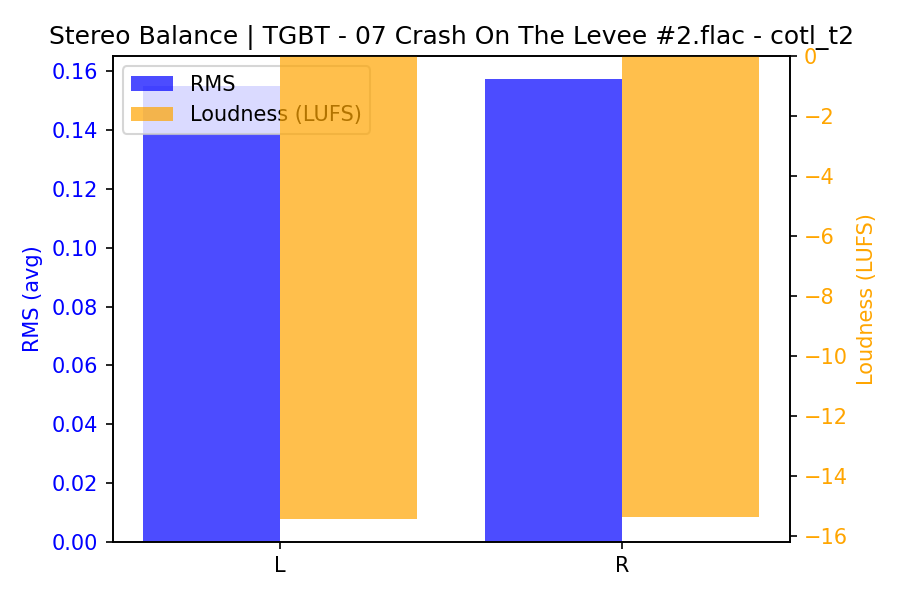 Stereo Balance | TGBT - 07 Crash On The Levee #2.flac - cotl_t2
RMS
Loudness (LUFS)
RMS (avg)
0.16
0.14
0.12
0.10
0.08
0.06
0.04
0.02
0.00
L
R
0
−2
−4
−6
−8
−10
−12
−14
−16
Loudness (LUFS)